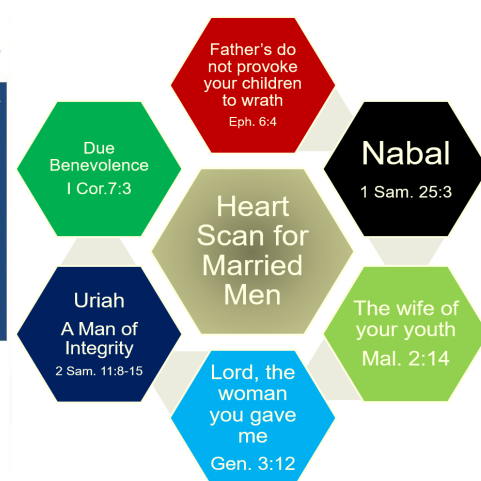 Father's do
not provoke
your children
to wrath
Eph. 6:4
Nabal
1 Sam. 25:3
The wife of
your youth
Mal. 2:14
Lord, the
woman
you gave
me
Gen. 3:12
Uriah
A Man of
Integrity
2 Sam. 11:8-15
Due
Benevolence
I Cor.7:3
Heart
Scan for
Married
Men